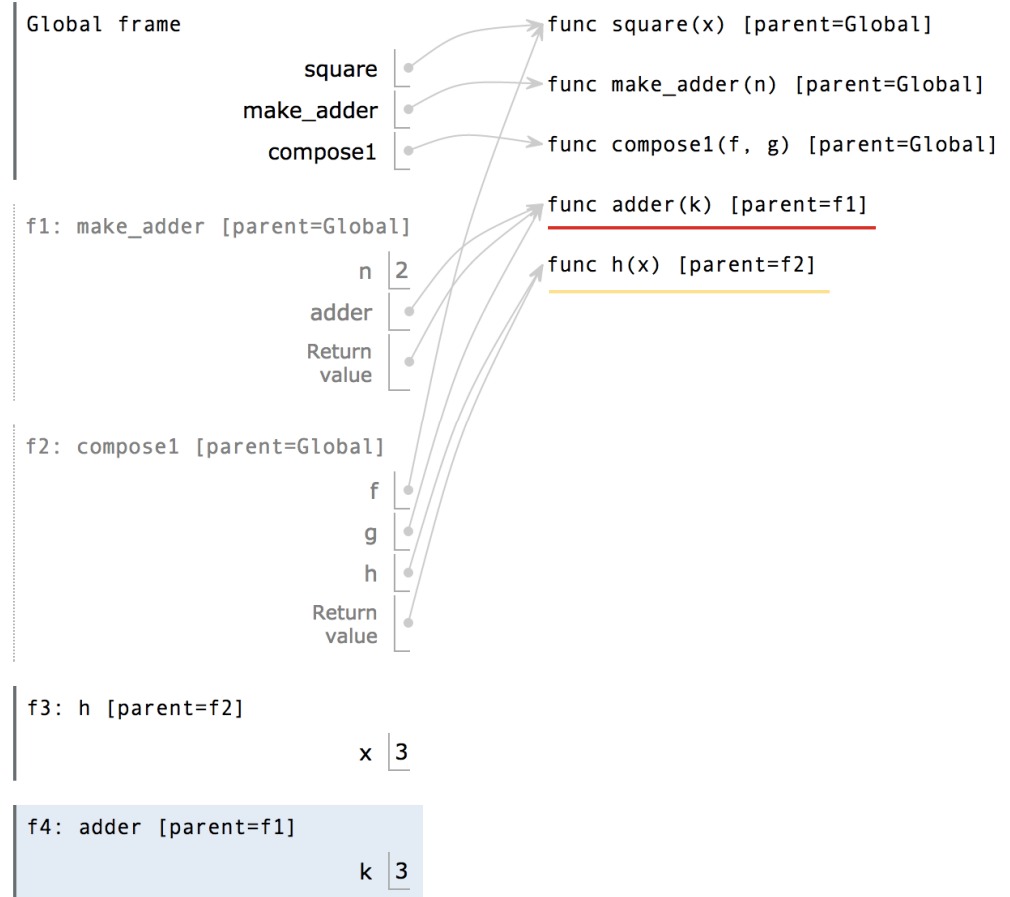 Global frame
func square(x) [parent=Global]
square
make_adder
func make_adder(n) [parent=Global]
compose1
func compose1(f, g) [parent=Global]
f1: make_adder [parent=Global]
func adder(k) [parent=f1]
n 2
func h(x) [parent=f2]
adder
Return
value
f2: compose1 [parent=Global]
f
g
h
Return
value
f3: h [parent=f2]
x 3
f4: adder [parent=f1]
k 3